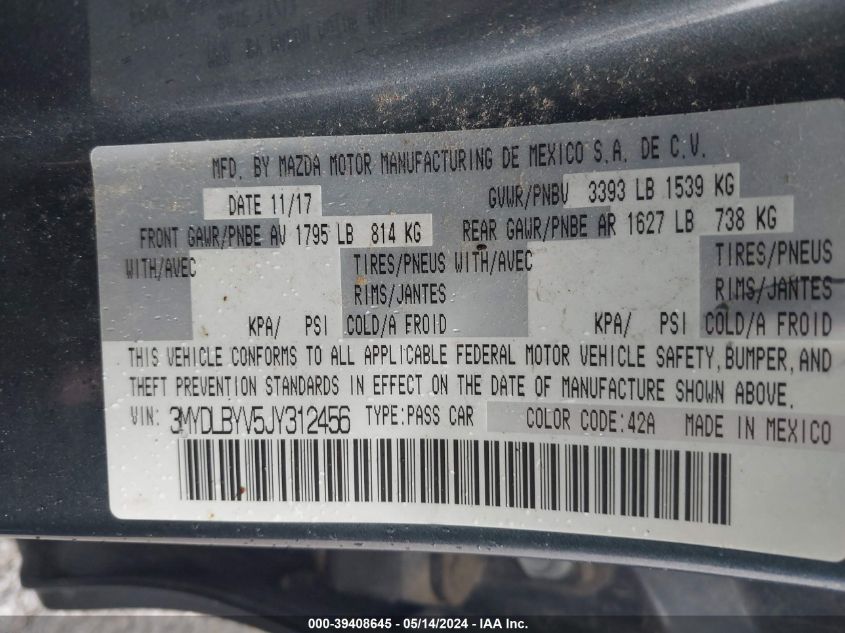 MFD. BY MAZDA MOTOR MANUFACTURING DE MEXICO S.A. DE C.V.
DATE 11/17 GVWR/PNBV 3393 LB 1539 KG
FRONT GAWR/PNBE AV 1795 LB 814 KG REAR GAWR/PNBE AR 1627 LB 738 KG
WITH/AVEC TIRES/PNEUS WITH/AVEC TIRES/PNEUS
RIMS/JANTES RIMS/JANTES
KPA/ PSI COLD/A FROID KPA/ PSI COLD/A FROID
THIS VEHICLE CONFORMS TO ALL APPLICABLE FEDERAL MOTOR VEHICLE SAFETY, BUMPER, AND
THEFT PREVENTION STANDARDS IN EFFECT ON THE DATE OF MANUFACTURE SHOWN ABOVE.
VIN: 3MYDLBYV5JY312456 TYPE:PASS CAR COLOR CODE:42A MADE IN MEXICO
000-39408645 - 05/14/2024 - IAA Inc.